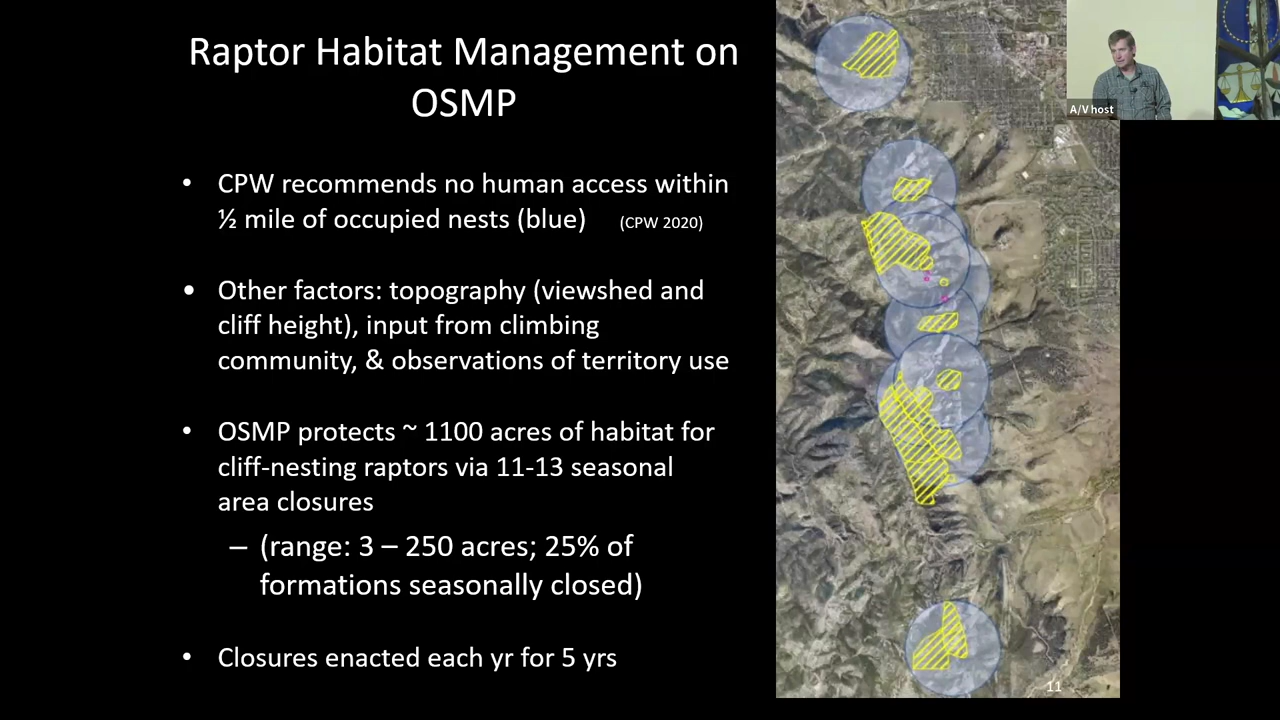 Raptor Habitat Management on
OSMP
• CPW recommends no human access within
½ mile of occupied nests (blue) (CPW 2020)
• Other factors: topography (viewshed and
cliff height), input from climbing
community, & observations of territory use
• OSMP protects ~ 1100 acres of habitat for
cliff-nesting raptors via 11-13 seasonal
area closures
– (range: 3 – 250 acres; 25% of
formations seasonally closed)
• Closures enacted each yr for 5 yrs
A/V host
11